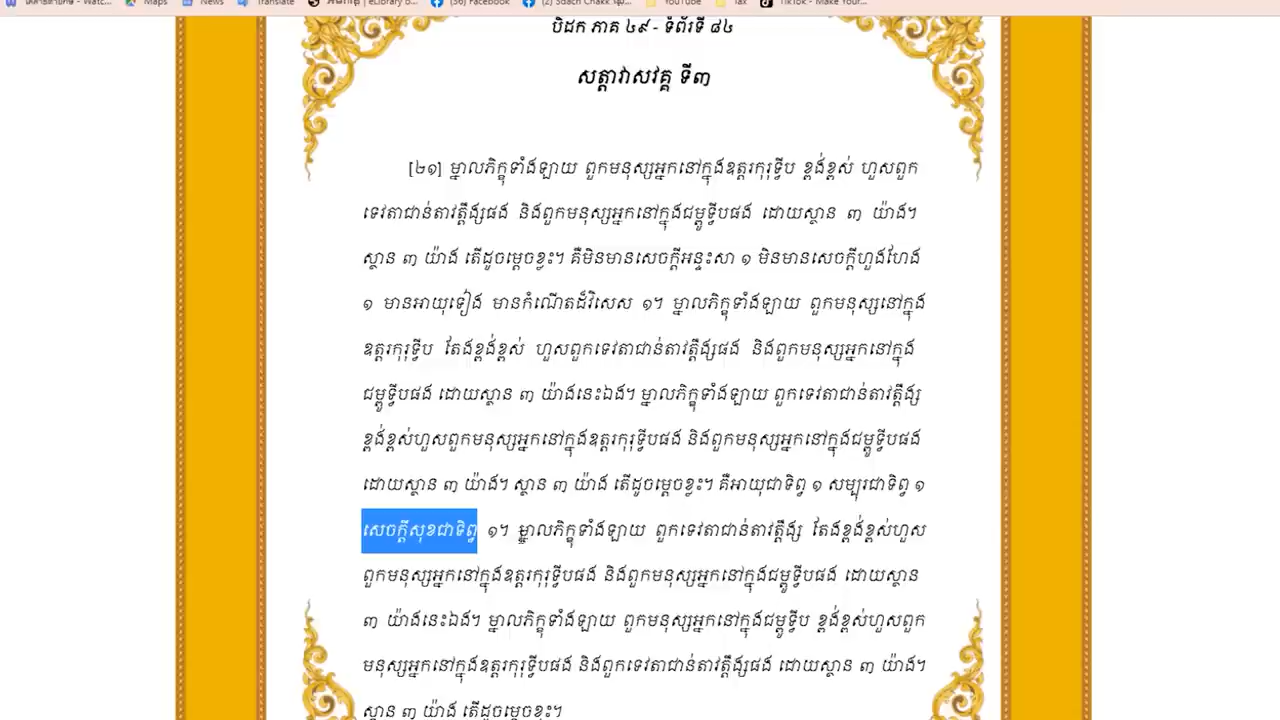 Maps
News
Translate
(36) Facebook
YouTube
Tax
TikTok - Make Your...
បិដក ភាគ ៤៩ - ទំព័រទី ៨៤
សត្តាវាសវគ្គ ទី៣
[២១] ម្នាលភិក្ខុទាំងឡាយ ពួកមនុស្សអ្នកនៅក្នុងឧត្តរកុរុទ្វីប ខ្ពង់ខ្ពស់ ហួសពួក
ទេវតាជាន់តាវត្តឹង្សផង និងពួកមនុស្សអ្នកនៅក្នុងជម្ពូទ្វីបផង ដោយស្ថាន ៣ យ៉ាង។
ស្ថាន ៣ យ៉ាង តើដូចម្តេចខ្លះ។ គឺមិនមានសេចក្តីអន្ទះសា ១ មិនមានសេចក្តីហួងហែង
១ មានអាយុទៀង មានកំណើតដ៏វិសេស ១។ ម្នាលភិក្ខុទាំងឡាយ ពួកមនុស្សនៅក្នុង
ឧត្តរកុរុទ្វីប តែងខ្ពង់ខ្ពស់ ហួសពួកទេវតាជាន់តាវត្តឹង្សផង និងពួកមនុស្សអ្នកនៅក្នុង
ជម្ពូទ្វីបផង ដោយស្ថាន ៣ យ៉ាងនេះឯង។ ម្នាលភិក្ខុទាំងឡាយ ពួកទេវតាជាន់តាវត្តឹង្ស
ខ្ពង់ខ្ពស់ហួសពួកមនុស្សអ្នកនៅក្នុងឧត្តរកុរុទ្វីបផង និងពួកមនុស្សអ្នកនៅក្នុងជម្ពូទ្វីបផង
ដោយស្ថាន ៣ យ៉ាង។ ស្ថាន ៣ យ៉ាង តើដូចម្តេចខ្លះ។ គឺអាយុជាទិព្វ ១ សម្បុរជាទិព្វ ១
សេចក្តីសុខជាទិព្វ ១។ ម្នាលភិក្ខុទាំងឡាយ ពួកទេវតាជាន់តាវត្តឹង្ស តែងខ្ពង់ខ្ពស់ហួស
ពួកមនុស្សអ្នកនៅក្នុងឧត្តរកុរុទ្វីបផង និងពួកមនុស្សអ្នកនៅក្នុងជម្ពូទ្វីបផង ដោយស្ថាន
៣ យ៉ាងនេះឯង។ ម្នាលភិក្ខុទាំងឡាយ ពួកមនុស្សអ្នកនៅក្នុងជម្ពូទ្វីប ខ្ពង់ខ្ពស់ហួសពួក
មនុស្សអ្នកនៅក្នុងឧត្តរកុរុទ្វីបផង និងពួកទេវតាជាន់តាវត្តឹង្សផង ដោយស្ថាន ៣ យ៉ាង។
ស្ថាន ៣ យ៉ាង តើដូចម្តេចខ្លះ។